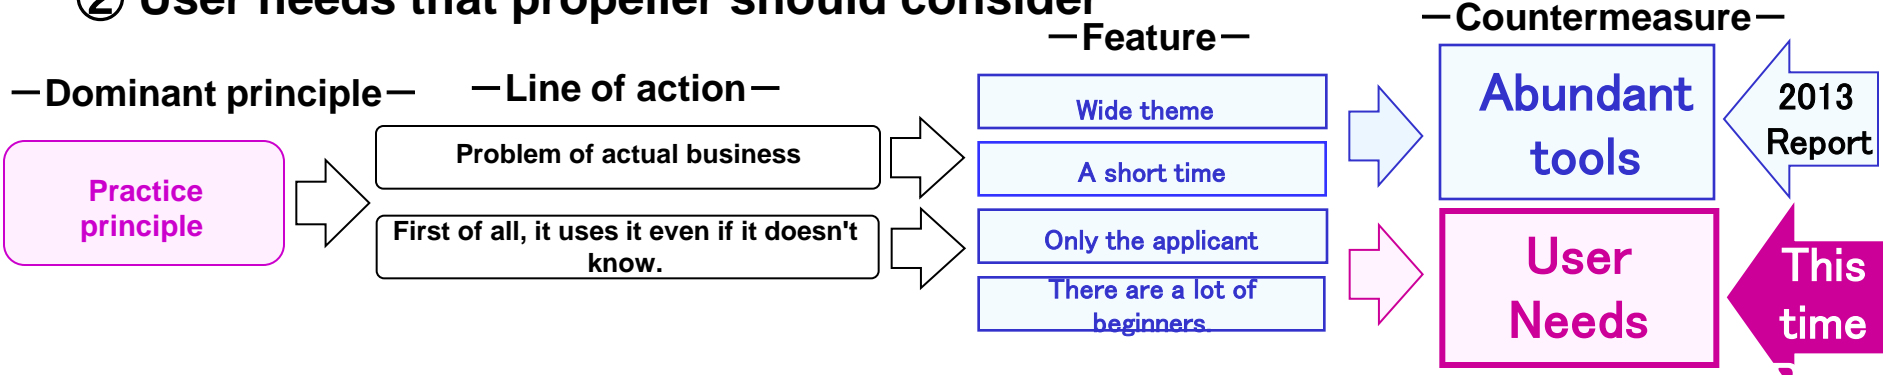 ② User needs that propeller should consider
－Countermeasure－
－Feature－
－Dominant principle－
－Line of action－
Practice
principle
Problem of actual business
First of all, it uses it even if it doesn't
know.
Wide theme
A short time
Only the applicant
There are a lot of
beginners.
Abundant
tools
User
Needs
2013
Report
This
time